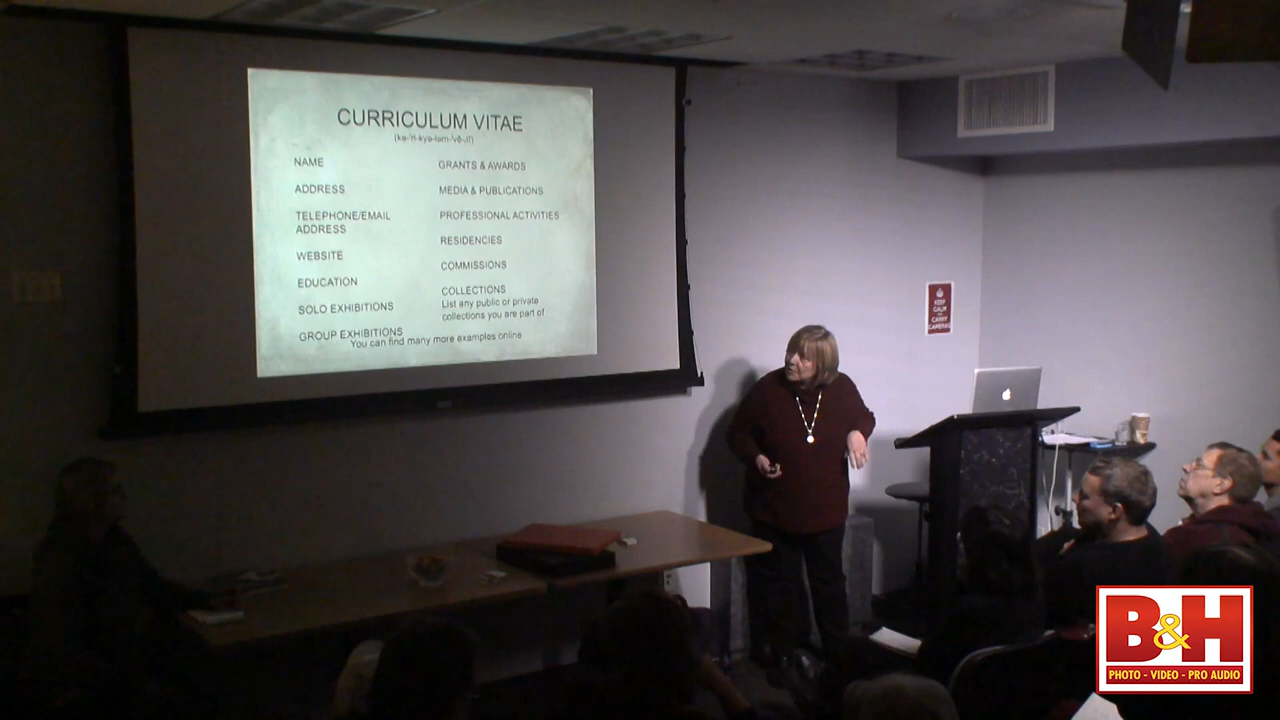 CURRICULUM VITAE
NAME
ADDRESS
TELEPHONE/EMAIL
ADDRESS
WEBSITE
EDUCATION
SOLO EXHIBITIONS
GROUP EXHIBITIONS
GRANTS & AWARDS
MEDIA & PUBLICATIONS
PROFESSIONAL ACTIVITIES
RESIDENCIES
COMMISSIONS
COLLECTIONS
List any public or private
collections you are part of
You can find many more examples online
KEEP
CALM
AND
CARRY
CAMERAS
B&H
PHOTO - VIDEO - PRO AUDIO